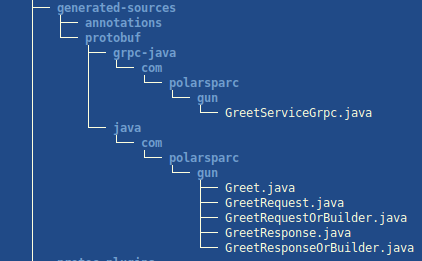 generated-sources
annotations
protobuf
grpc-java
com
polarsparc
gun
GreetServiceGrpc.java
java
com
polarsparc
gun
Greet.java
GreetRequest.java
GreetRequestOrBuilder.java
GreetResponse.java
GreetResponseOrBuilder.java